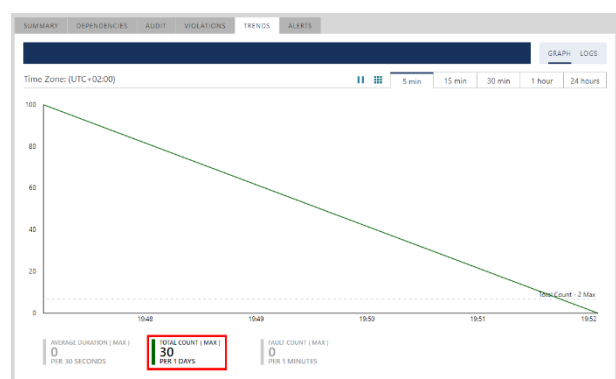 SUMMARY DEPENDENCIES AUDIT VIOLATIONS TRENDS ALERTS
GRAPH LOGS
Time Zone: (UTC+02:00) 5 min 15 min 30 min 1 hour 24 hours
100
80
60
40
20
Total Count - 2 Max
0
19:48 19:49 19:50 19:51 19:52
AVERAGE DURATION ( MAX ) TOTAL COUNT ( MAX ) FAULT COUNT ( MAX )
0 30 0
PER 30 SECONDS PER 1 DAYS PER 1 MINUTES